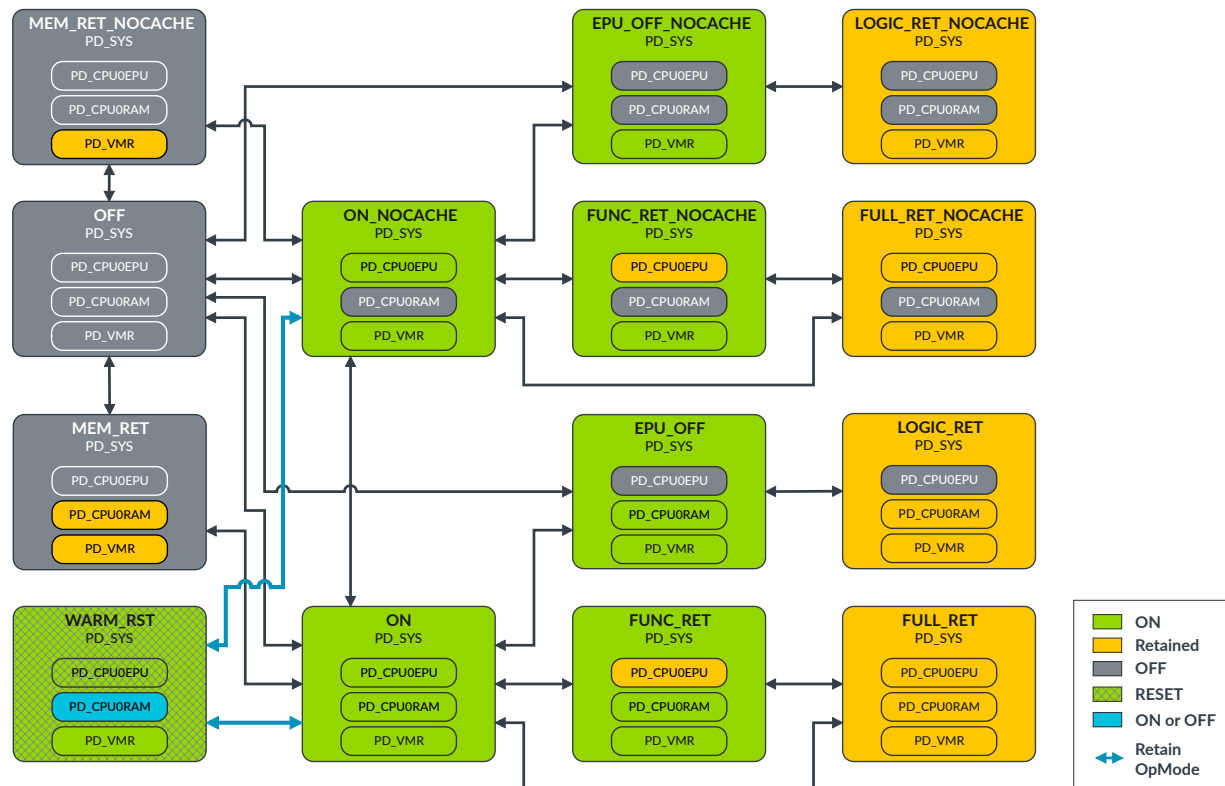 MEM_RET_NOCACHE
PD_SYS
PD_CPU0EPU
PD_CPU0RAM
PD_VMR
EPU_OFF_NOCACHE
PD_SYS
PD_CPU0EPU
PD_CPU0RAM
PD_VMR
LOGIC_RET_NOCACHE
PD_SYS
PD_CPU0EPU
PD_CPU0RAM
PD_VMR
OFF
PD_SYS
PD_CPU0EPU
PD_CPU0RAM
PD_VMR
ON_NOCACHE
PD_SYS
PD_CPU0EPU
PD_CPU0RAM
PD_VMR
FUNC_RET_NOCACHE
PD_SYS
PD_CPU0EPU
PD_CPU0RAM
PD_VMR
FULL_RET_NOCACHE
PD_SYS
PD_CPU0EPU
PD_CPU0RAM
PD_VMR
MEM_RET
PD_SYS
PD_CPU0EPU
PD_CPU0RAM
PD_VMR
EPU_OFF
PD_SYS
PD_CPU0EPU
PD_CPU0RAM
PD_VMR
LOGIC_RET
PD_SYS
PD_CPU0EPU
PD_CPU0RAM
PD_VMR
WARM_RST
PD_SYS
PD_CPU0EPU
PD_CPU0RAM
PD_VMR
ON
PD_SYS
PD_CPU0EPU
PD_CPU0RAM
PD_VMR
FUNC_RET
PD_SYS
PD_CPU0EPU
PD_CPU0RAM
PD_VMR
FULL_RET
PD_SYS
PD_CPU0EPU
PD_CPU0RAM
PD_VMR
ON
Retained
OFF
RESET
ON or OFF
Retain
OpMode